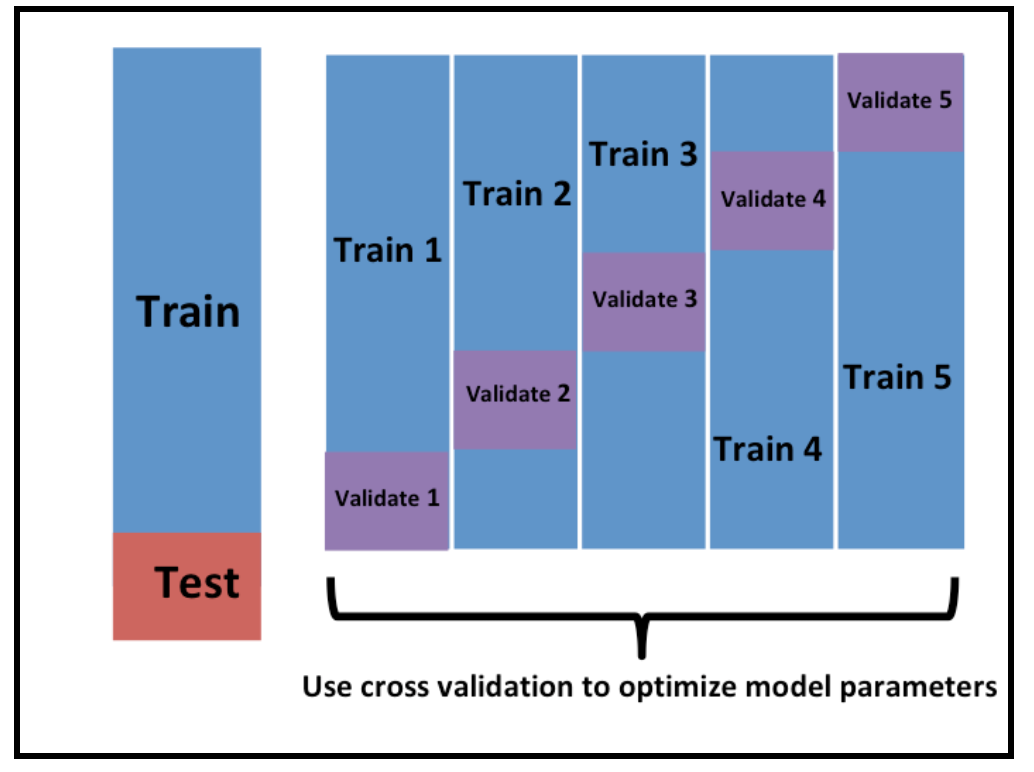 Train
Test
Train 1
Validate 1
Train 2
Validate 2
Train 3
Validate 3
Validate 4
Train 4
Validate 5
Train 5
Use cross validation to optimize model parameters